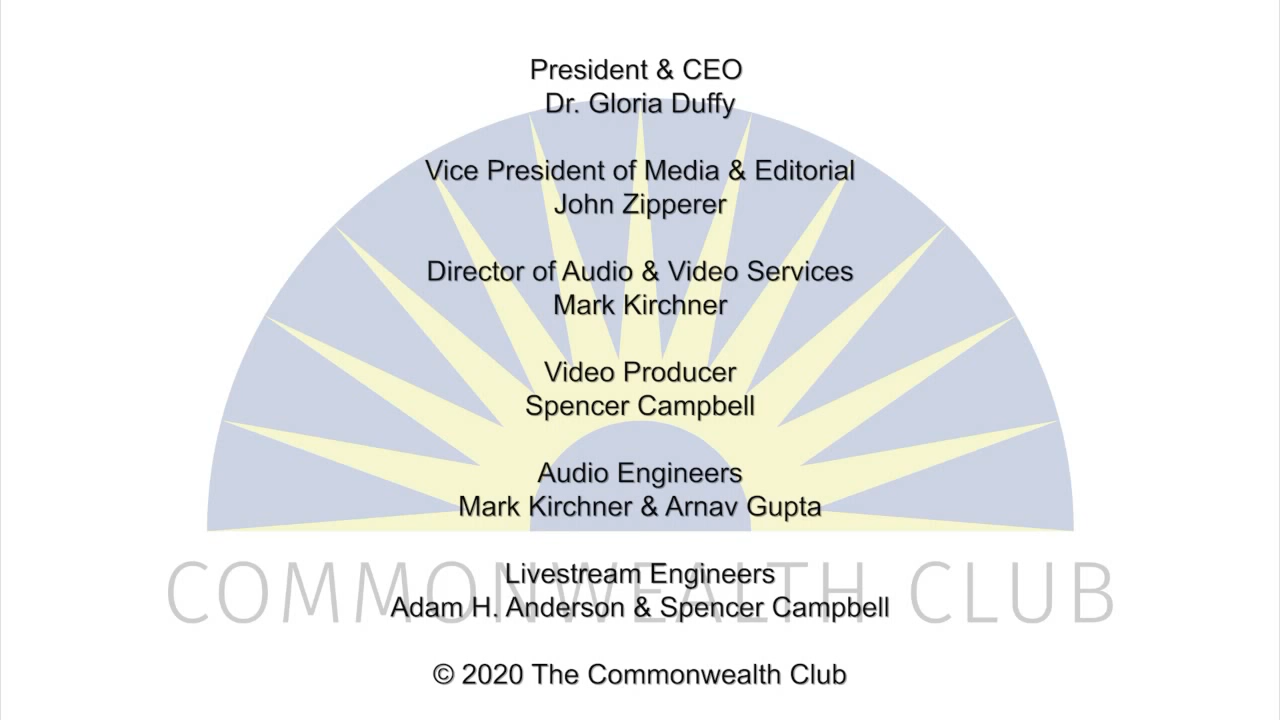 President & CEO
Dr. Gloria Duffy
Vice President of Media & Editorial
John Zipperer
Director of Audio & Video Services
Mark Kirchner
Video Producer
Spencer Campbell
Audio Engineers
Mark Kirchner & Arnav Gupta
Livestream Engineers
COMMONWEALTH CLUB
Adam H. Anderson & Spencer Campbell
© 2020 The Commonwealth Club